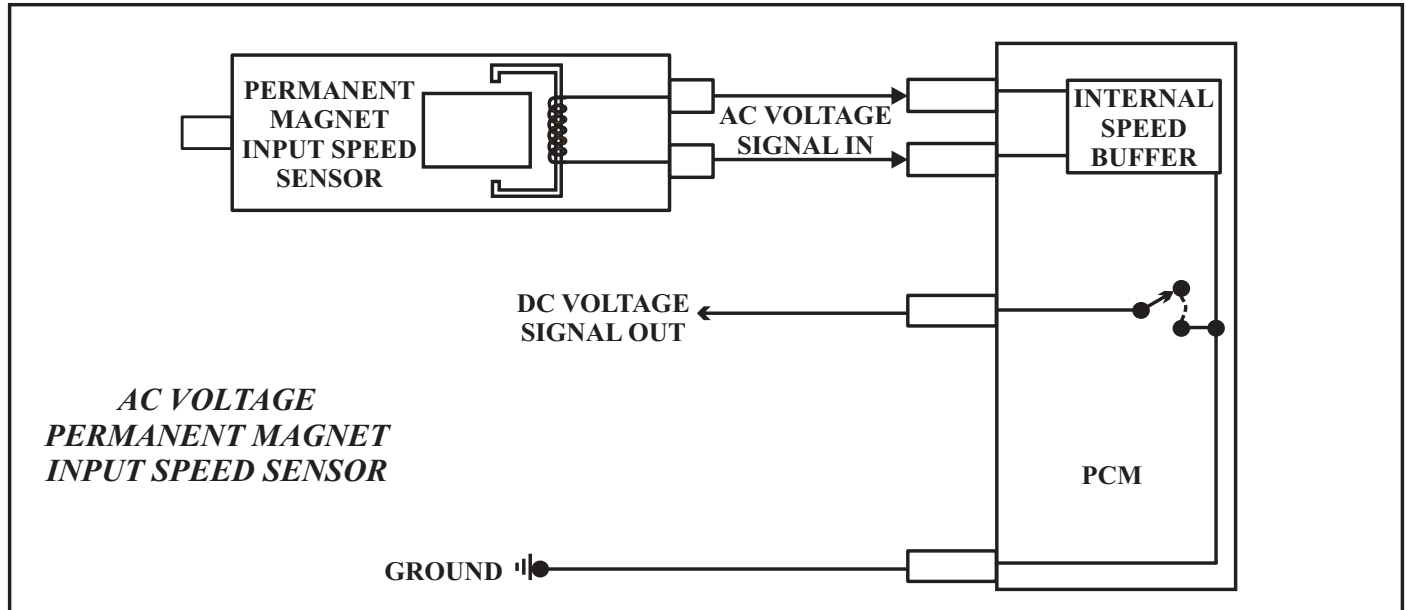 PERMANENT
MAGNET
INPUT SPEED
SENSOR
AC VOLTAGE
SIGNAL IN
INTERNAL
SPEED
BUFFER
DC VOLTAGE
SIGNAL OUT
AC VOLTAGE
PERMANENT MAGNET
INPUT SPEED SENSOR
PCM
GROUND